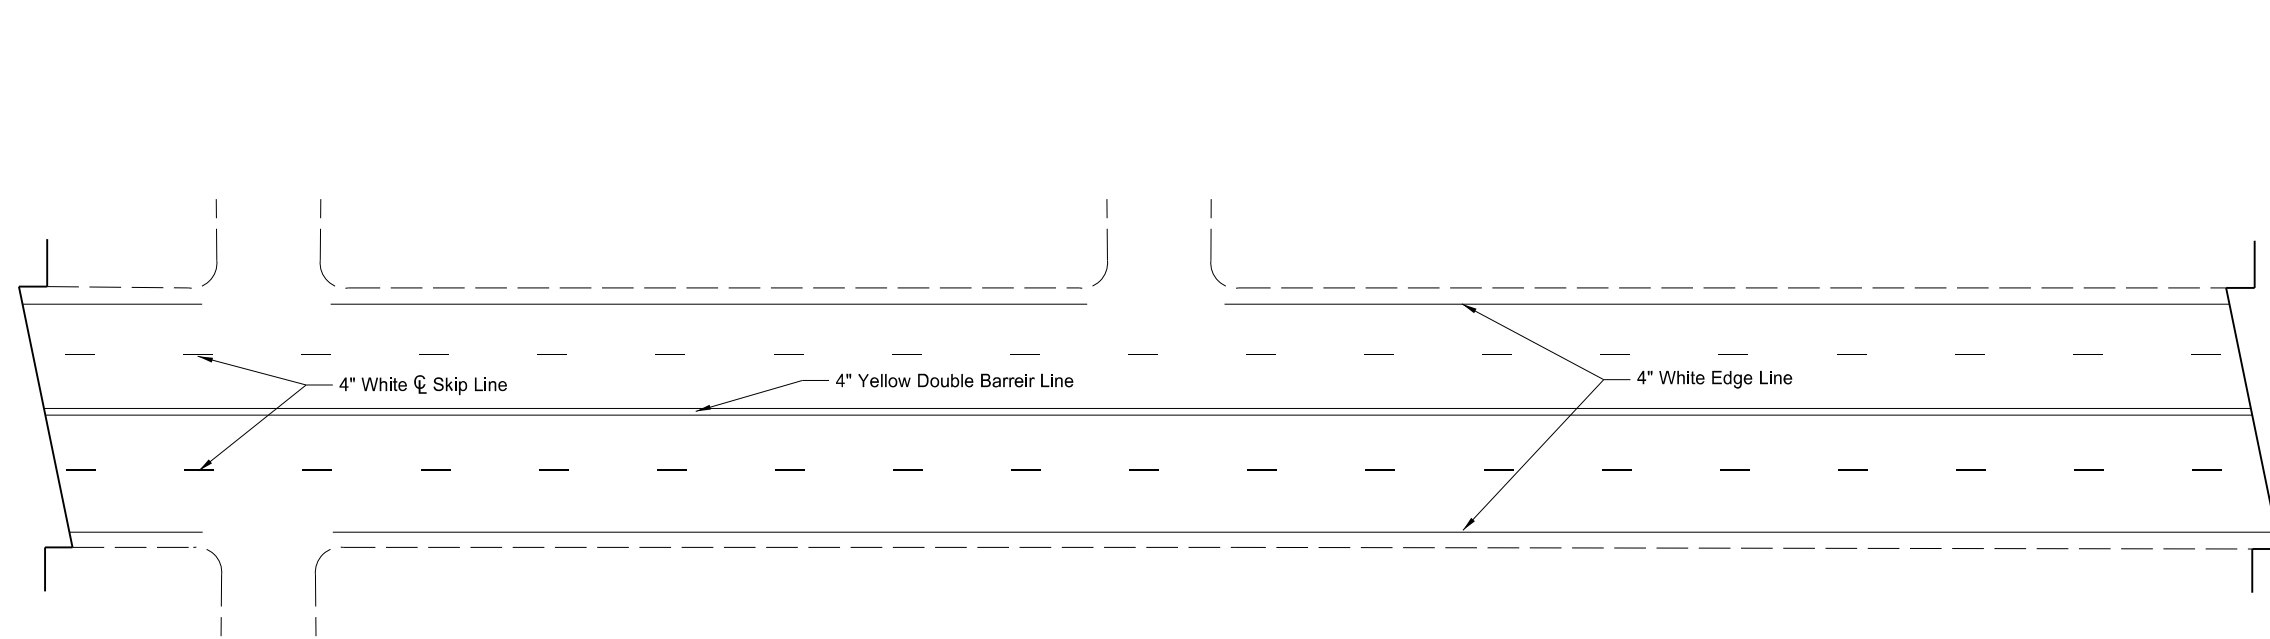 4" White ℄ Skip Line
4" Yellow Double Barreir Line
4" White Edge Line